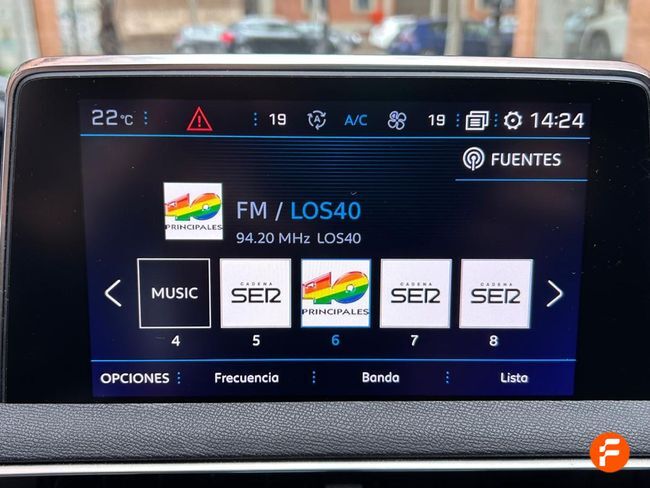 22°C 19 A A/C 19 14:24
FUENTES
40 PRINCIPALES
FM / LOS40
94.20 MHz LOS40
MUSIC
CADENA SER
40 PRINCIPALES
CADENA SER
CADENA SER
4 5 6 7 8
OPCIONES Frecuencia Banda Lista
F